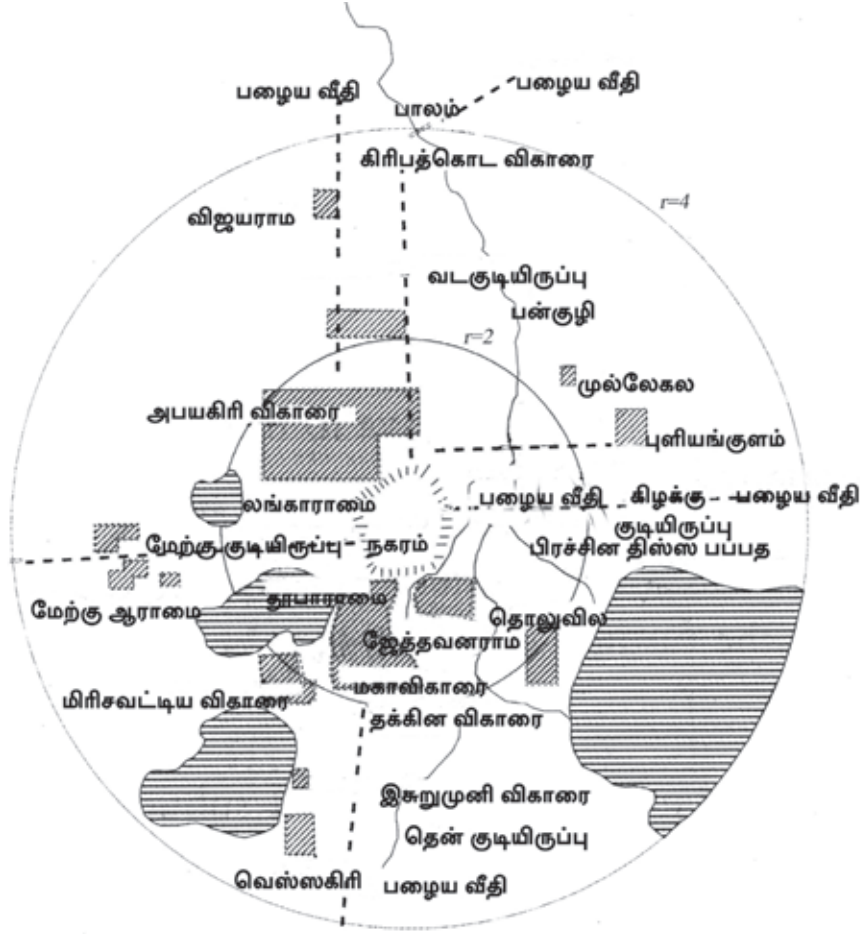 பழைய வீதி
பழைய வீதி
பாலம்
கிரிபத்கொட விகாரை
r=4
விஜயராம
வடகுடியிருப்பு
பன்குழி
r=2
முல்லேகல
அபயகிரி விகாரை
புளியங்குளம்
லங்காராமை
பழைய வீதி
கிழக்கு
பழைய வீதி
குடியிருப்பு
மேற்கு குடியிருப்பு
நகரம்
பிரச்சின திஸ்ஸ பப்பத
மேற்கு ஆராமை
தூபாராமை
தொலுவில
ஜேத்தவனராம
மிரிசவட்டிய விகாரை
மகாவிகாரை
தக்கின விகாரை
இசுறுமுனி விகாரை
தென் குடியிருப்பு
வெஸ்ஸகிரி
பழைய வீதி